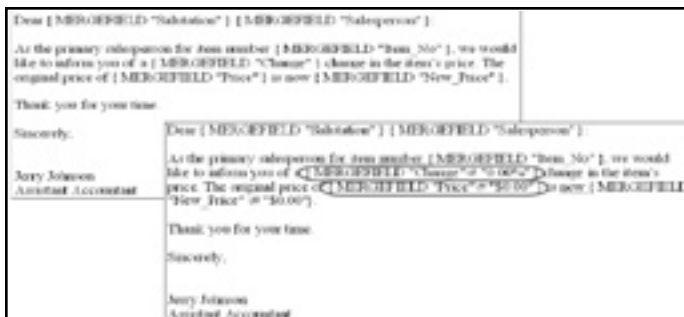 Dear { MERGEFIELD "Salutation" } { MERGEFIELD "Salesperson" }:
As the primary salesperson for item number { MERGEFIELD "Item_No" }, we would
like to inform you of a { MERGEFIELD "Change" } change in the item's price. The
original price of { MERGEFIELD "Price" } is now { MERGEFIELD "New_Price" }.
Thank you for your time.
Sincerely,
Jerry Johnson
Assistant Accountant
Dear { MERGEFIELD "Salutation" } { MERGEFIELD "Salesperson" }:
As the primary salesperson for item number { MERGEFIELD "Item_No" }, we would
like to inform you of a { MERGEFIELD "Change" # "0.00%" } change in the item's
price. The original price of { MERGEFIELD "Price" # "$0.00" } is now { MERGEFIELD
"New_Price" # "$0.00" }.
Thank you for your time.
Sincerely,
Jerry Johnson
Assistant Accountant